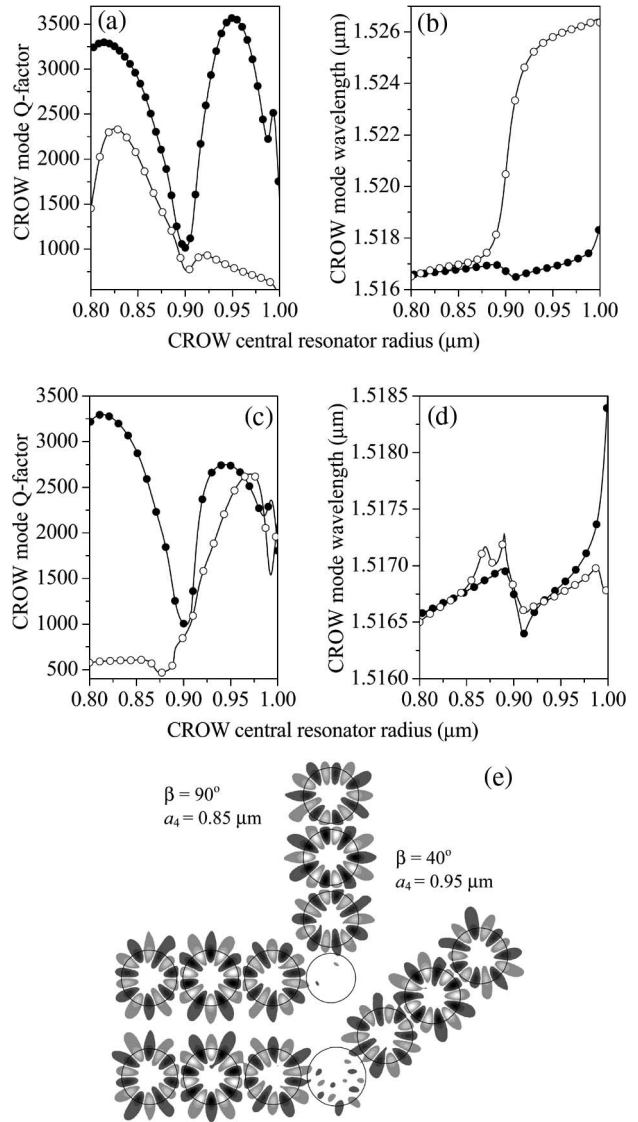 (a)
(b)
CROW mode Q-factor
3500
3000
2500
2000
1500
1000
0.80 0.85 0.90 0.95 1.00
CROW mode wavelength (μm)
1.526
1.524
1.522
1.520
1.518
1.516
0.80 0.85 0.90 0.95 1.00
CROW central resonator radius (μm)
(c)
(d)
CROW mode Q-factor
3500
3000
2500
2000
1500
1000
500
0.80 0.85 0.90 0.95 1.00
CROW mode wavelength (μm)
1.5185
1.5180
1.5175
1.5170
1.5165
1.5160
0.80 0.85 0.90 0.95 1.00
CROW central resonator radius (μm)
(e)
β = 90°
a₄ = 0.85 μm
β = 40°
a₄ = 0.95 μm